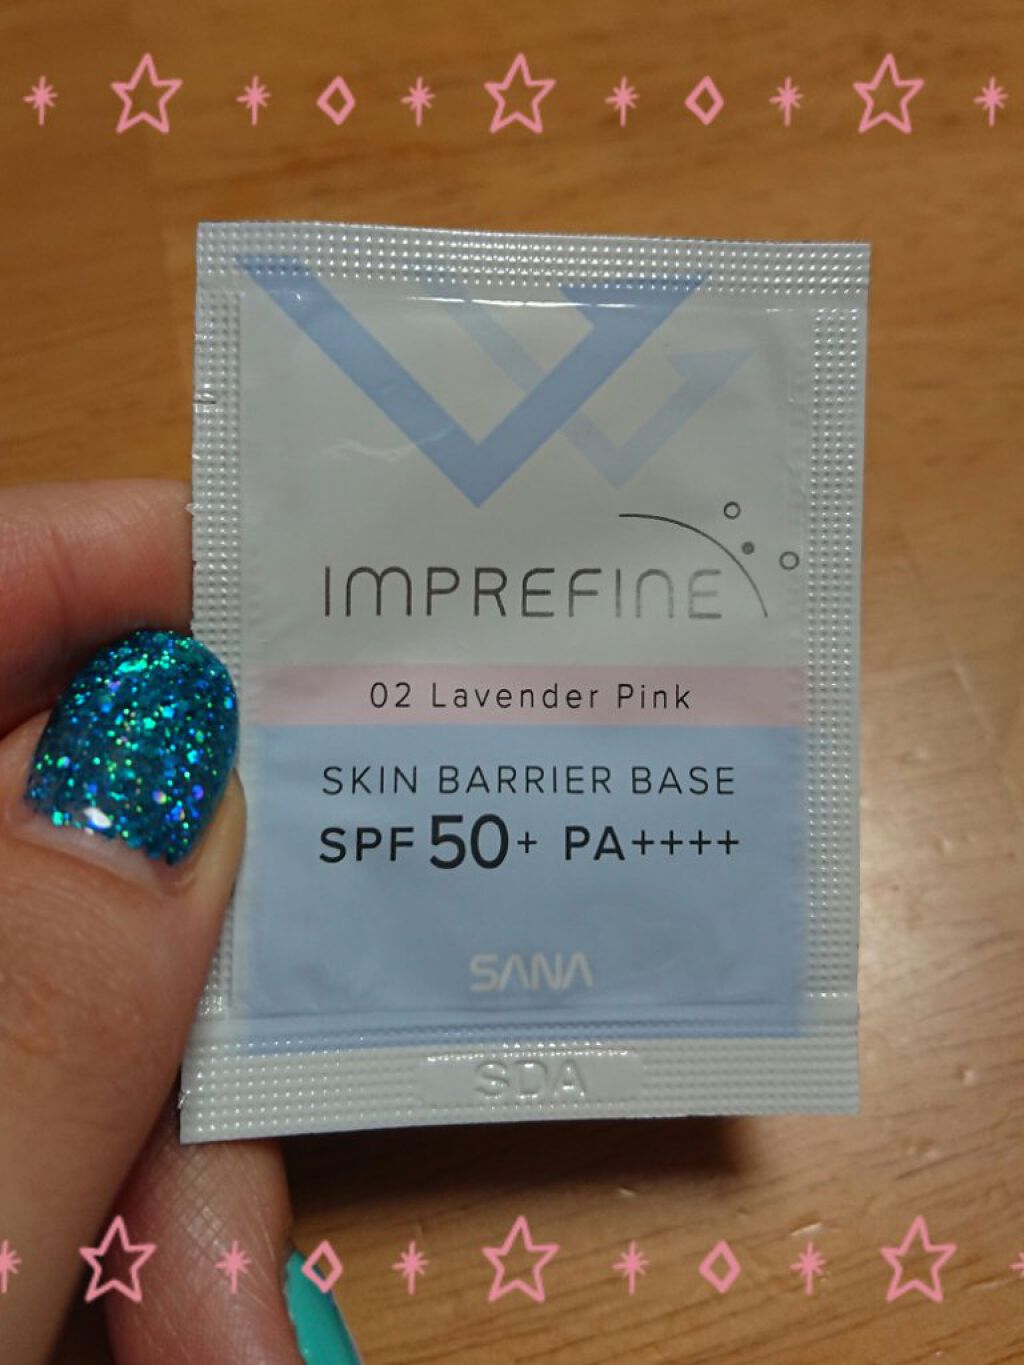 IMPREFINE
02 Lavender Pink
SKIN BARRIER BASE
SPF 50+ PA++++
SANA
SDA